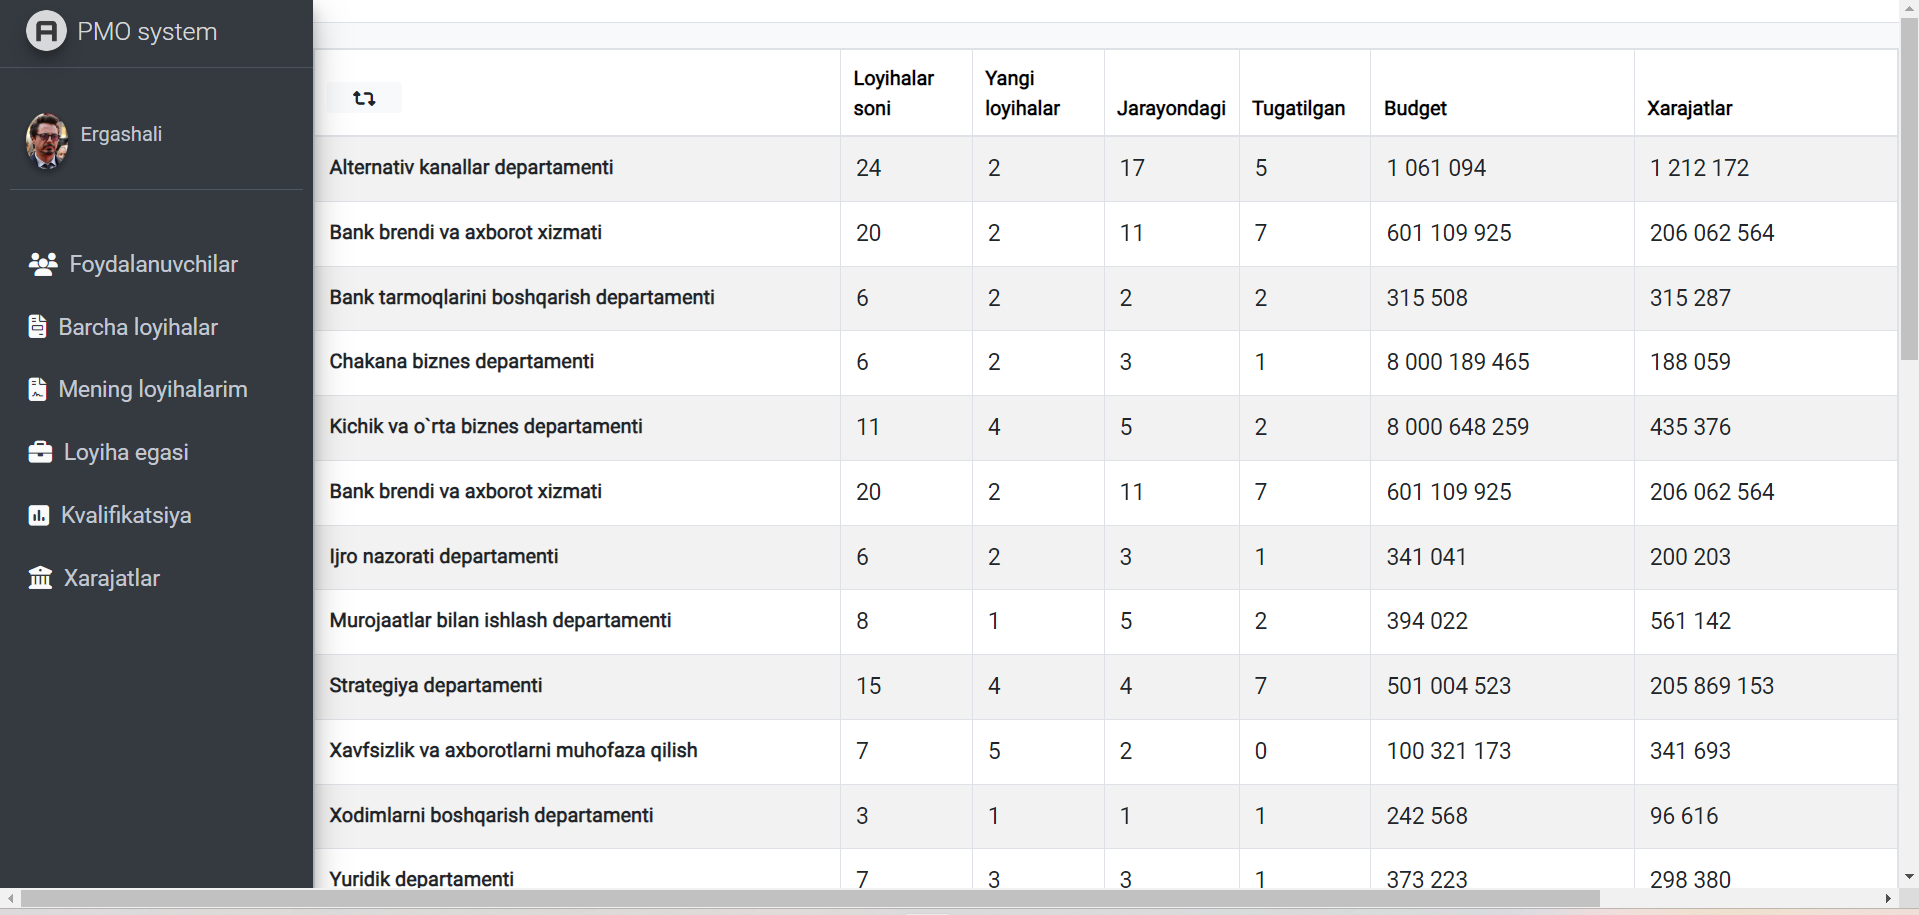 PMO system
Ergashali
Foydalanuvchilar
Barcha loyihalar
Mening loyihalarim
Loyiha egasi
Kvalifikatsiya
Xarajatlar
Loyihalar soni Yangi loyihalar Jarayondagi Tugatilgan Budget Xarajatlar
Alternativ kanallar departamenti 24 2 17 5 1 061 094 1 212 172
Bank brendi va axborot xizmati 20 2 11 7 601 109 925 206 062 564
Bank tarmoqlarini boshqarish departamenti 6 2 2 2 315 508 315 287
Chakana biznes departamenti 6 2 3 1 8 000 189 465 188 059
Kichik va o`rta biznes departamenti 11 4 5 2 8 000 648 259 435 376
Bank brendi va axborot xizmati 20 2 11 7 601 109 925 206 062 564
Ijro nazorati departamenti 6 2 3 1 341 041 200 203
Murojaatlar bilan ishlash departamenti 8 1 5 2 394 022 561 142
Strategiya departamenti 15 4 4 7 501 004 523 205 869 153
Xavfsizlik va axborotlarni muhofaza qilish 7 5 2 0 100 321 173 341 693
Xodimlarni boshqarish departamenti 3 1 1 1 242 568 96 616
Yuridik departamenti 7 3 3 1 373 223 298 380